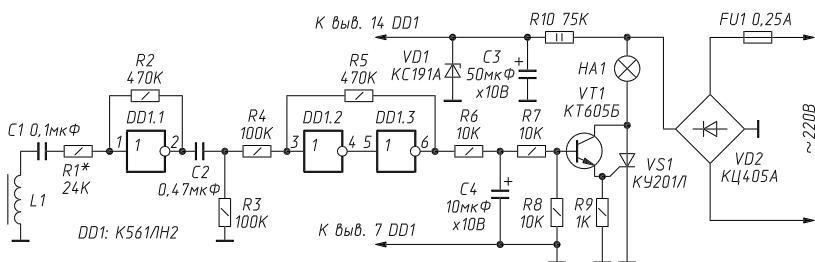 К выв. 14 DD1
R10 75K
FU1 0,25A
R2
470K
R5
470K
VD1
КС191А
C3
50мкФ
х10В
+
HA1
VT1
КТ605Б
DD1.1
DD1.2
DD1.3
C1 0,1мкФ
R4
100K
R6
10K
R7
10K
1
1
2
3
1
4
5
1
6
R1*
24K
C2
0,47мкФ
~220В
VS1
КУ201Л
VD2
КЦ405А
L1
R3
100K
C4
10мкФ
х10В
+
R8
10K
R9
1K
DD1: К561ЛН2
К выв. 7 DD1